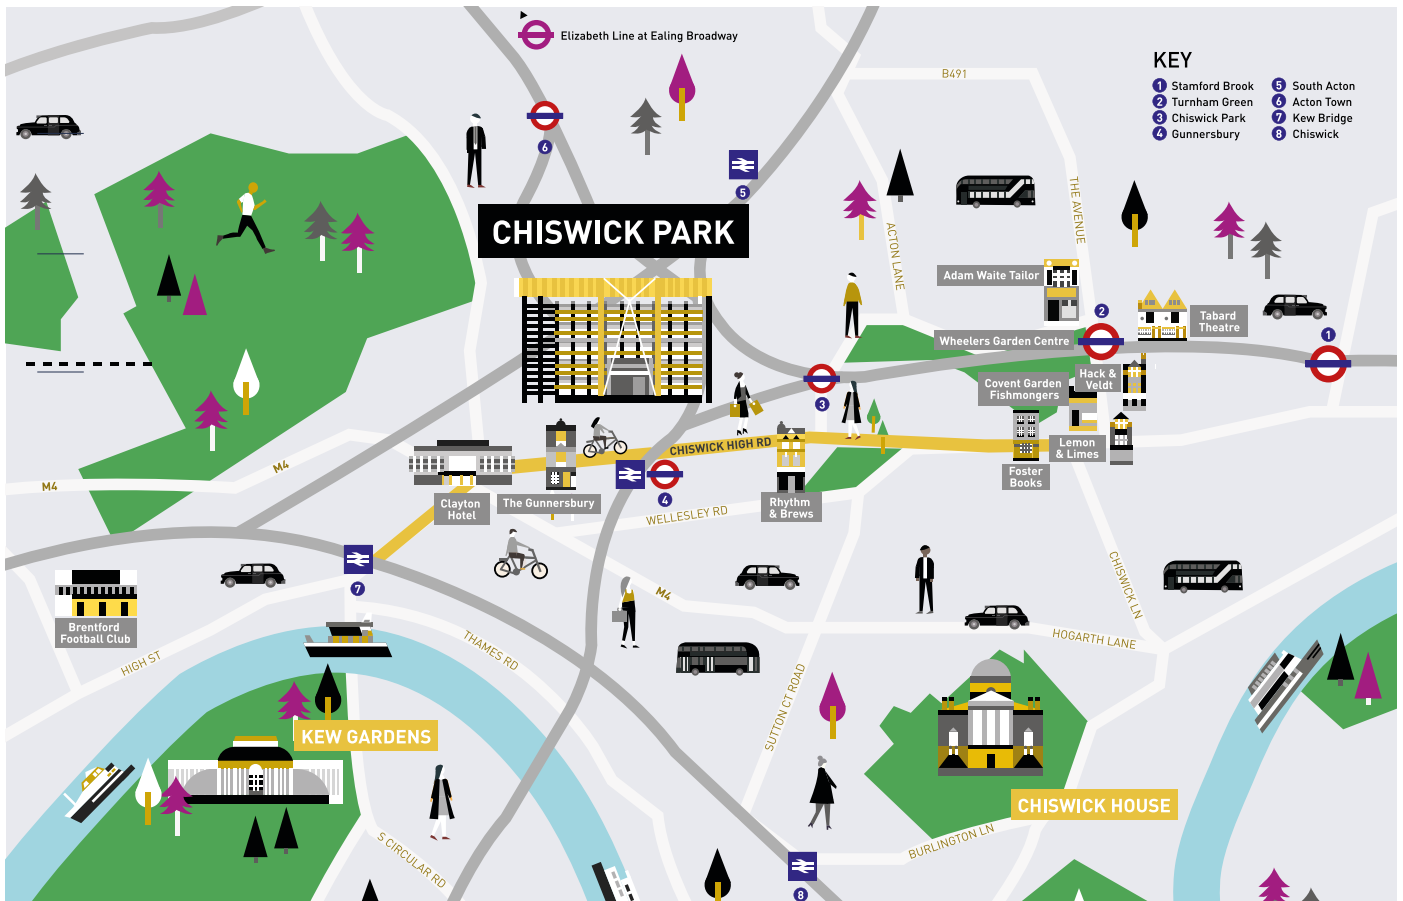 Elizabeth Line at Ealing Broadway
KEY
1 Stamford Brook
2 Turnham Green
3 Chiswick Park
4 Gunnersbury
5 South Acton
6 Acton Town
7 Kew Bridge
8 Chiswick
B491
6
5
THE AVENUE
ACTON LANE
CHISWICK PARK
Adam Waite Tailor
2
Tabard
Theatre
1
Wheelers Garden Centre
Hack &
Veldt
Covent Garden
Fishmongers
3
CHISWICK HIGH RD
Lemon
& Limes
Foster
Books
M4
M4
4
Clayton
Hotel
The Gunnersbury
Rhythm
& Brews
WELLESLEY RD
7
M4
CHISWICK LN
Brentford
Football Club
HIGH ST
THAMES RD
HOGARTH LANE
SUTTON CT ROAD
KEW GARDENS
CHISWICK HOUSE
S CIRCULAR RD
BURLINGTON LN
8